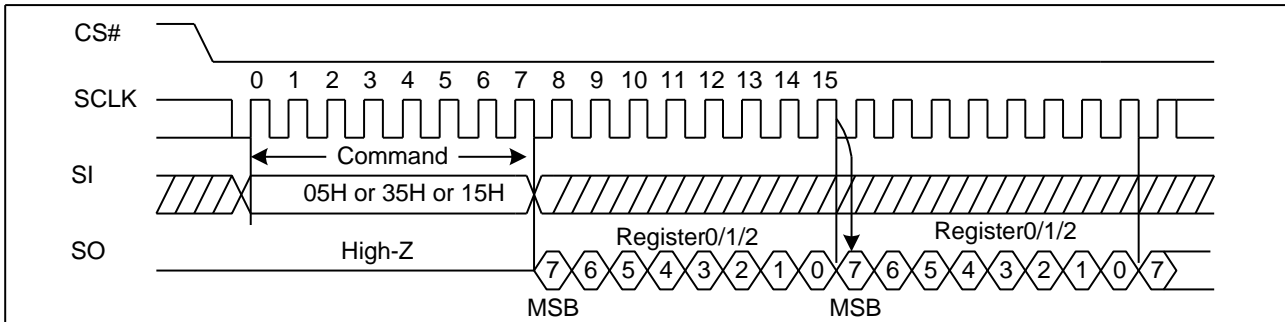 CS#
0 1 2 3 4 5 6 7 8 9 10 11 12 13 14 15
SCLK
Command
SI
05H or 35H or 15H
Register0/1/2 Register0/1/2
SO
High-Z
7 6 5 4 3 2 1 0 7 6 5 4 3 2 1 0 7
MSB MSB